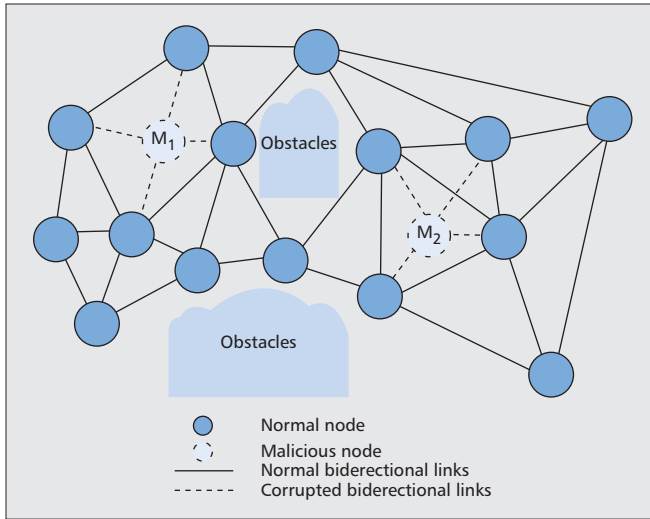 M1
Obstacles
M2
Obstacles
Normal node
Malicious node
Normal biderectional links
Corrupted biderectional links